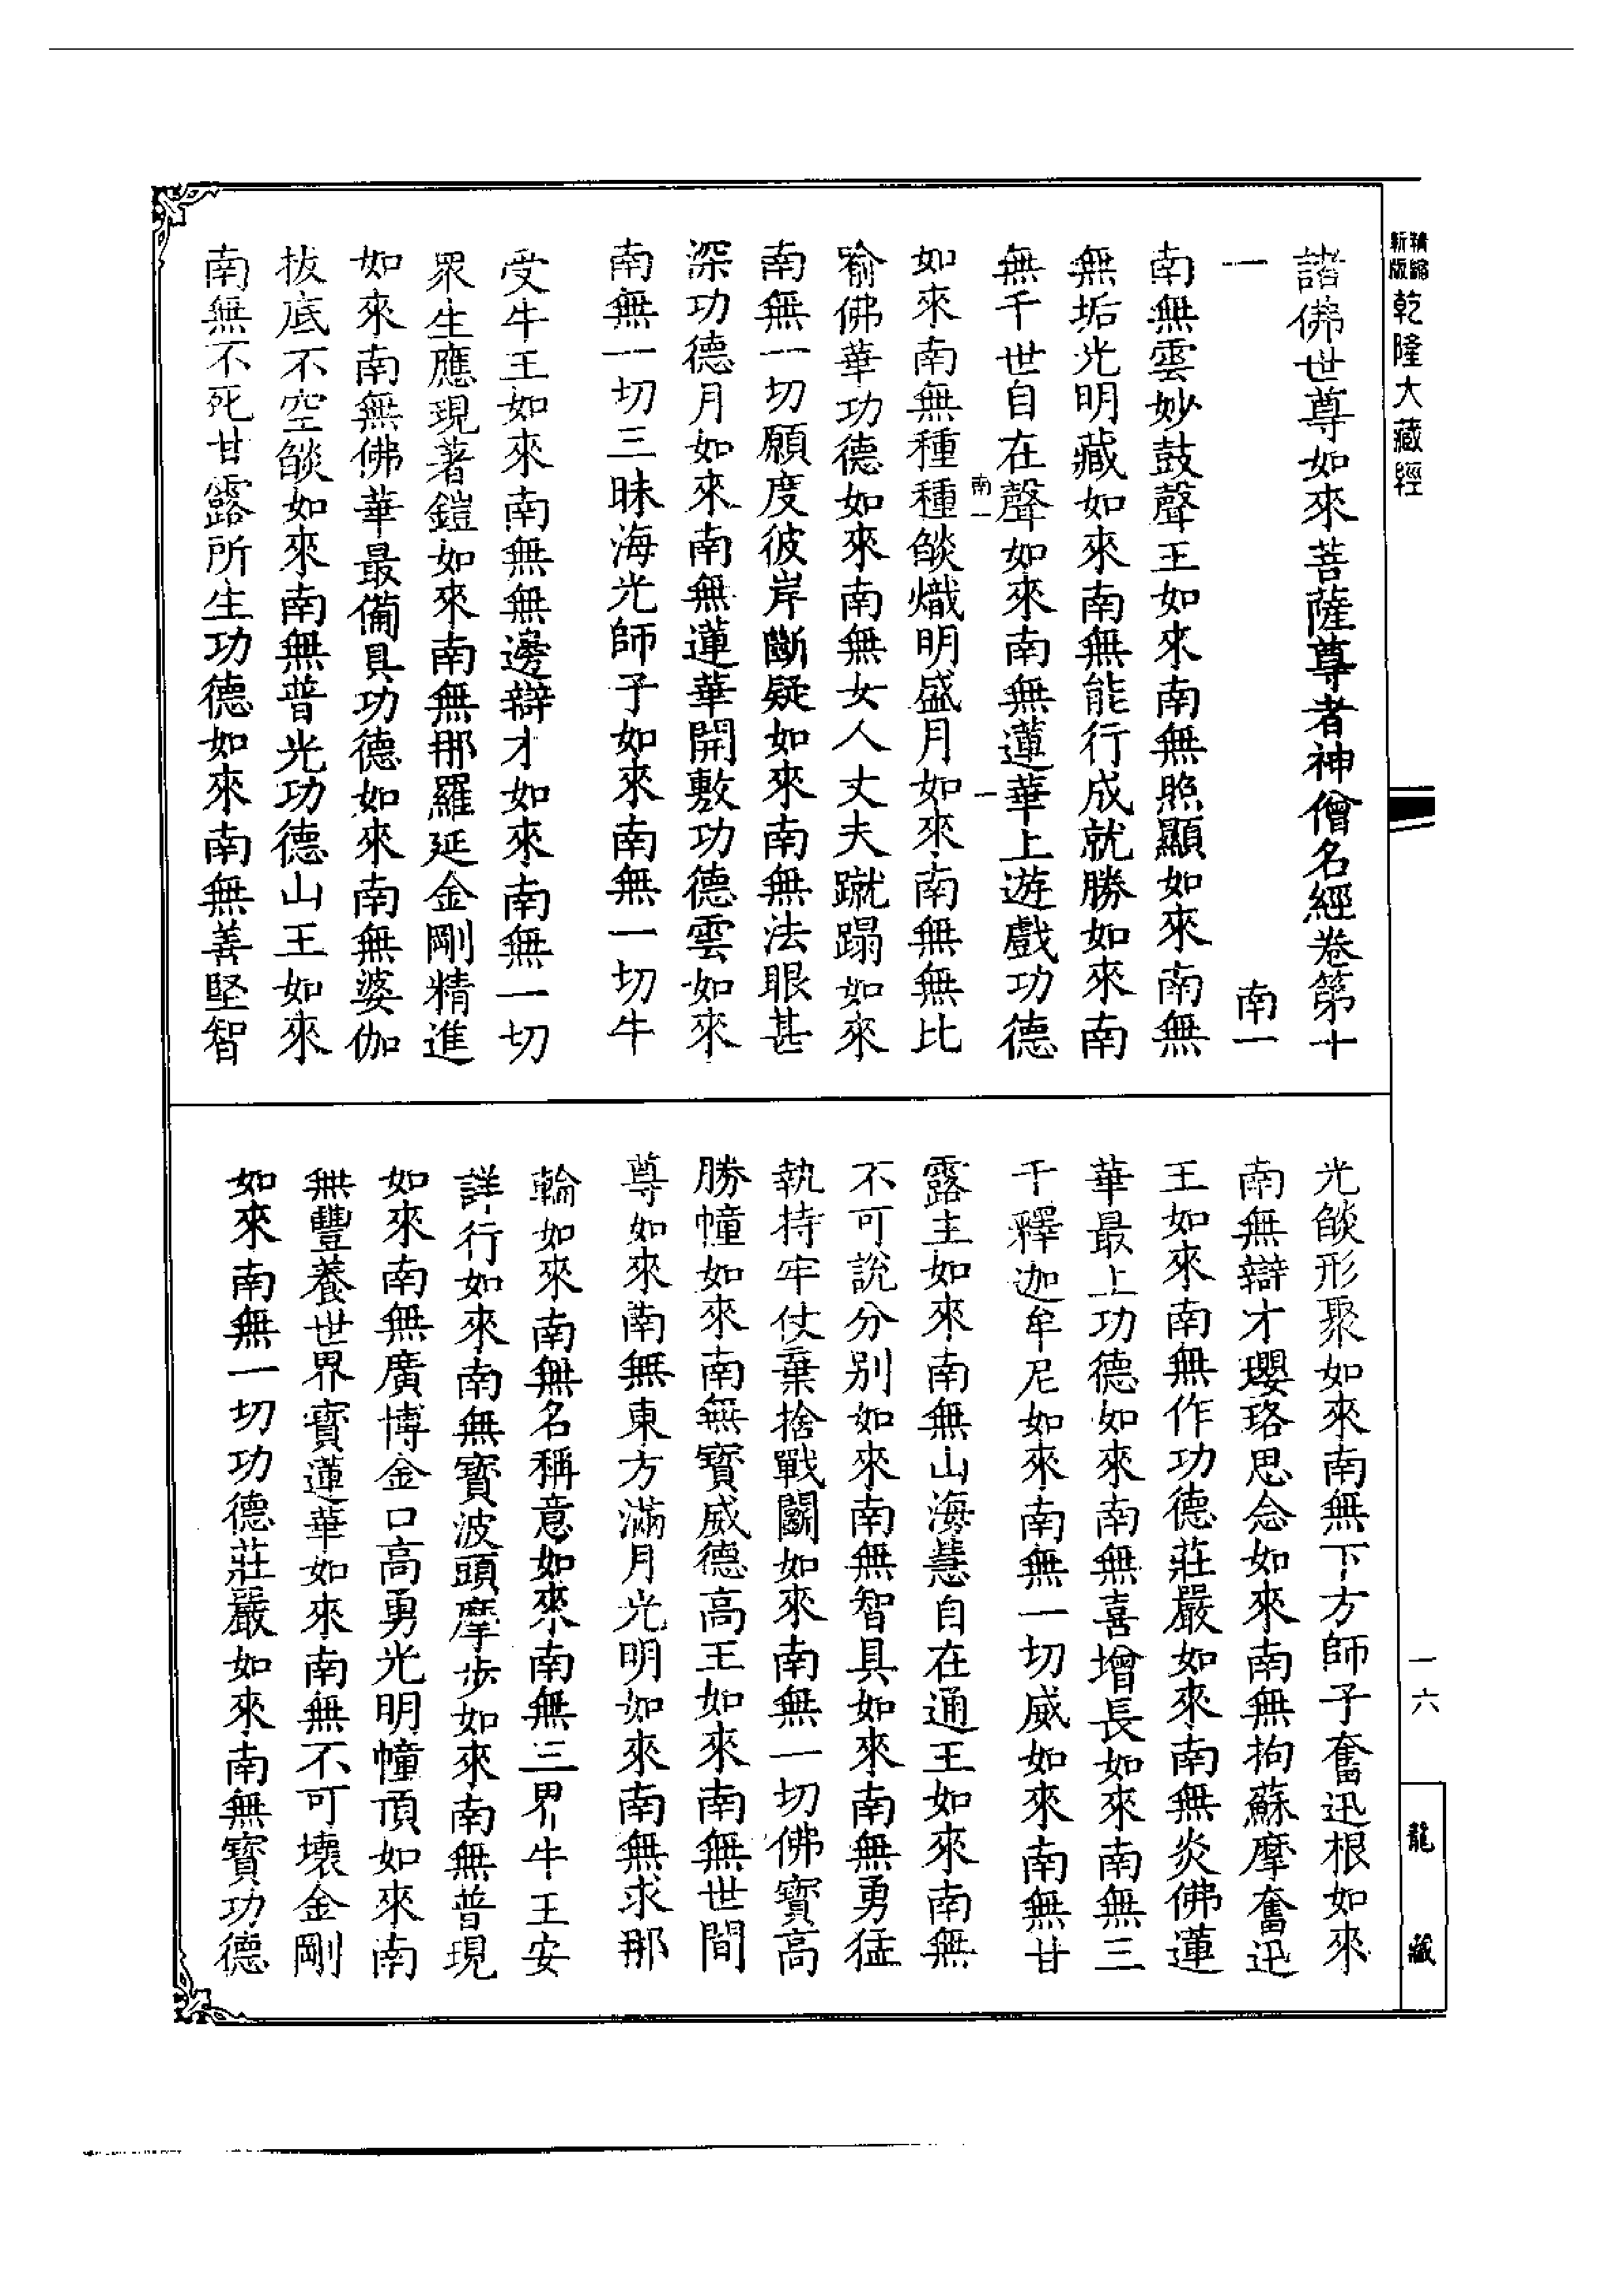 精縮新版
乾隆大藏經
諸佛世尊如來菩薩尊者神僧名經卷第十
一 南一
南無雲妙鼓聲王如來南無照顯如來南無
無垢光明藏如來南無能行成就勝如來南
無千世自在聲如來南無蓮華上遊戲功德
南一 一
如來南無種種燄熾明盛月如來南無無比
喻佛華功德如來南無女人丈夫蹴蹋如來
南無一切願度彼岸斷疑如來南無法眼甚
深功德月如來南無蓮華開敷功德雲如來
南無一切三昧海光師子如來南無一切牛
受牛王如來南無無邊辯才如來南無一切
眾生應現著鎧如來南無那羅延金剛精進
如來南無佛華最備具功德如來南無婆伽
拔底不空燄如來南無普光功德山王如來
南無不死甘露所生功德如來南無善堅智
光燄形聚如來南無下方師子奮迅根如來
南無辯才瓔珞思念如來南無拘蘇摩奮迅
王如來南無作功德莊嚴如來南無炎佛蓮
華最上功德如來南無喜增長如來南無三
千釋迦牟尼如來南無一切威如來南無甘
露主如來南無山海慧自在通王如來南無
不可說分別如來南無智具如來南無勇猛
執持牢仗棄捨戰鬭如來南無一切佛寶高
勝幢如來南無寶威德高王如來南無世間
尊如來南無東方滿月光明如來南無求那
輪如來南無名稱意如來南無三界牛王安
詳行如來南無寶波頭摩步如來南無普現
如來南無廣博金口高勇光明幢頂如來南
無豐養世界寶蓮華如來南無不可壞金剛
如來南無一切功德莊嚴如來南無寶功德
一六
龍藏